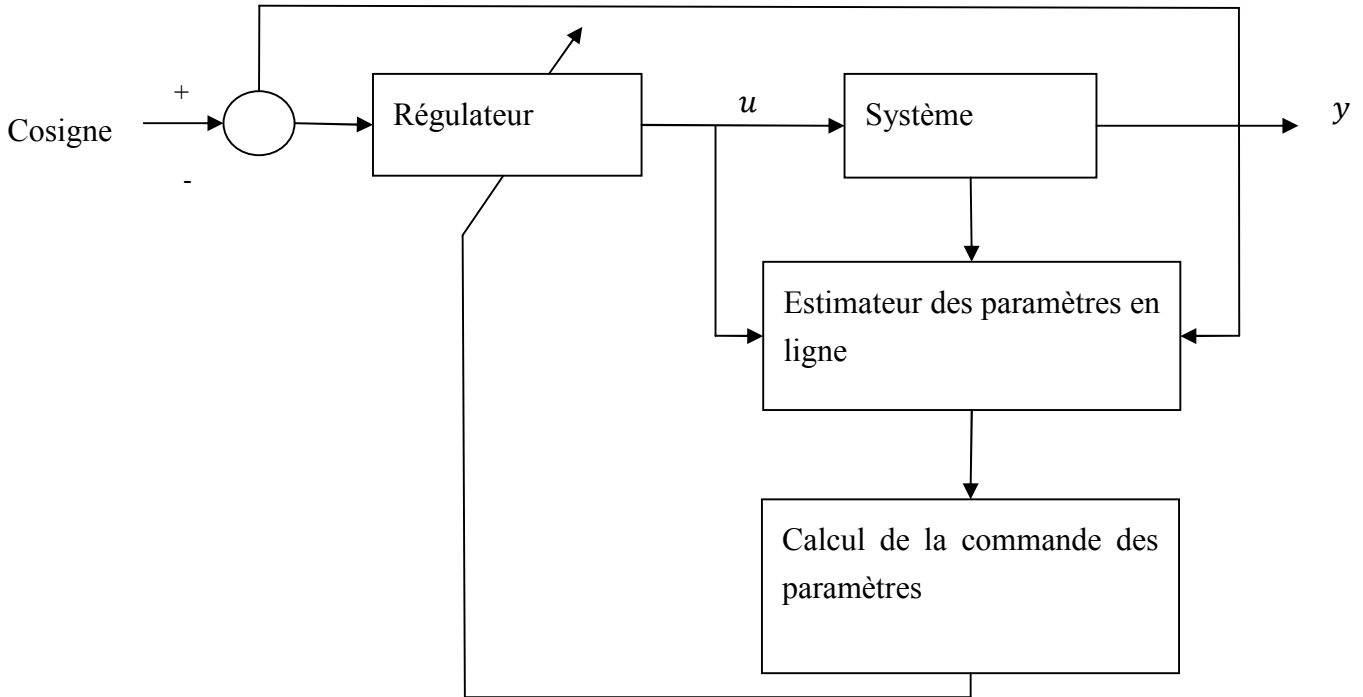 +
Cosigne
-
Régulateur
𝑢
Système
𝑦
Estimateur des paramètres en
ligne
Calcul de la commande des
paramètres